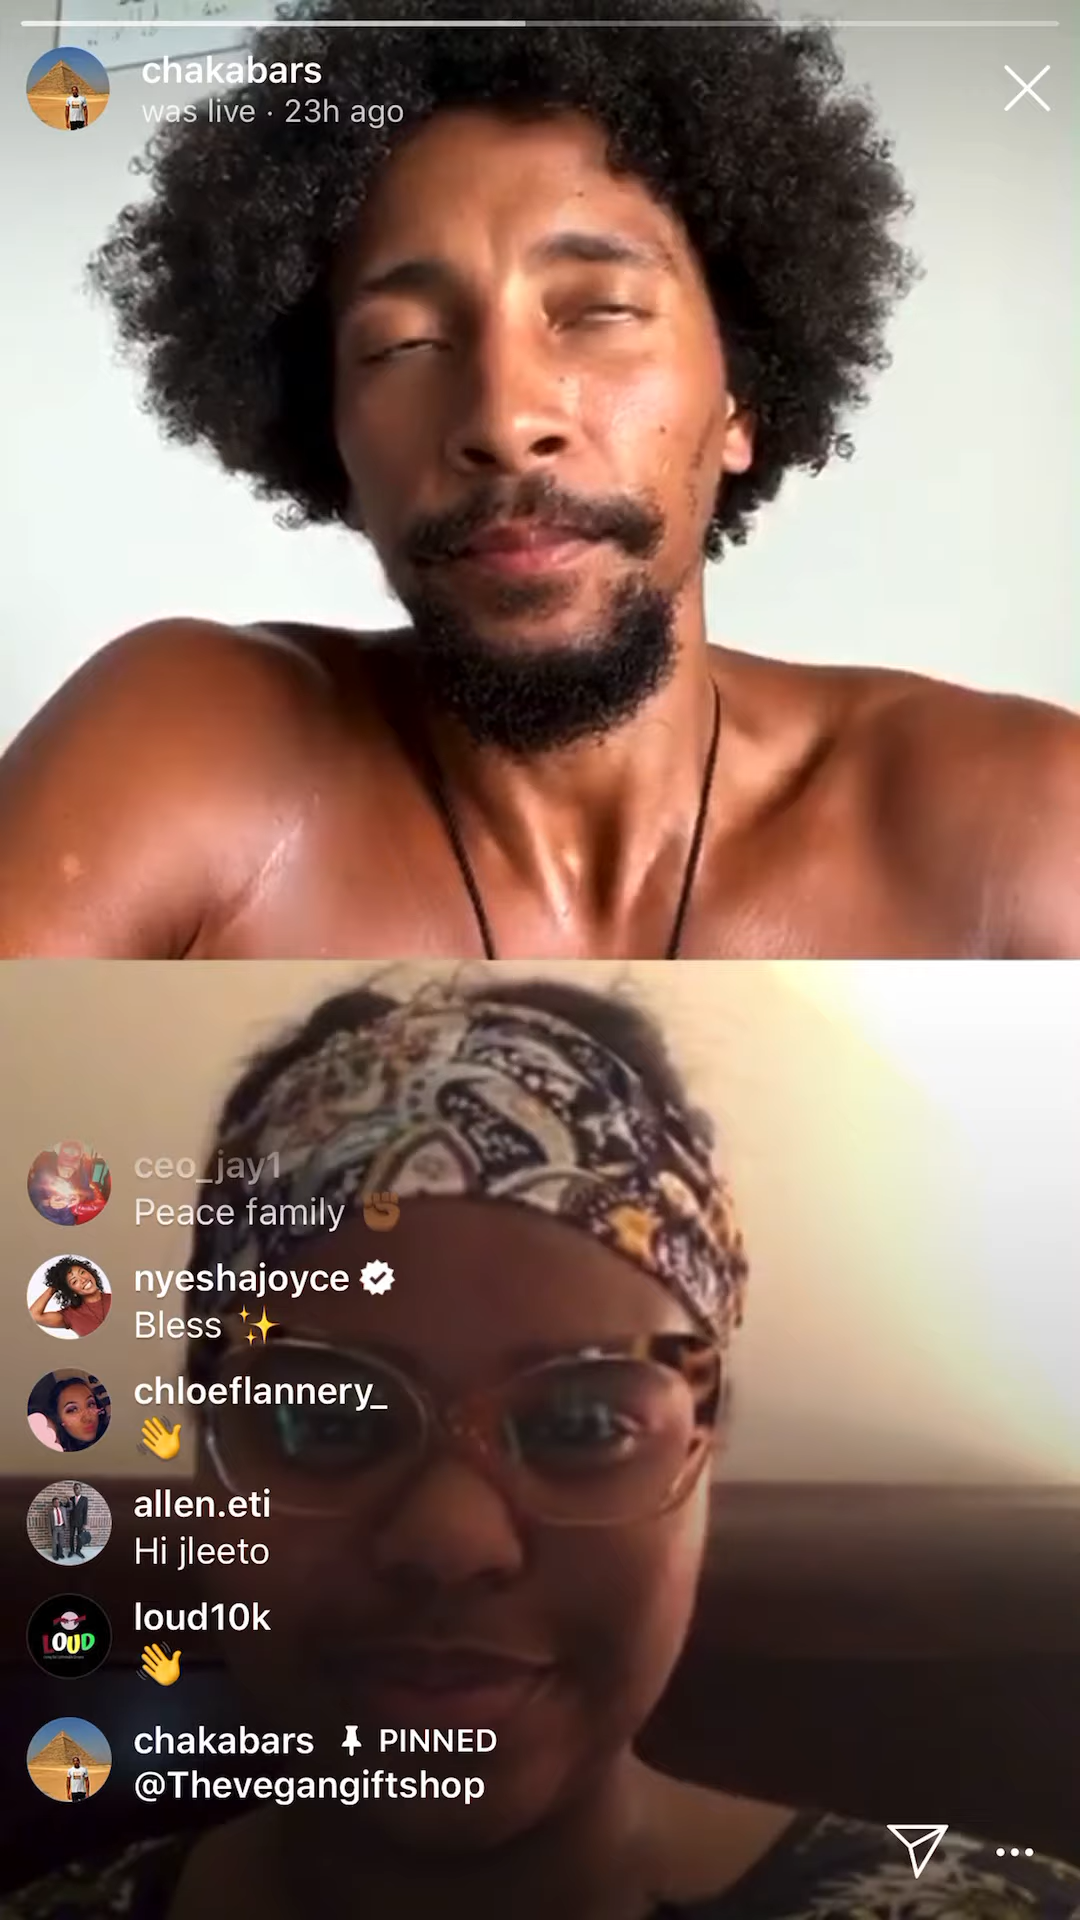 chakabars
was live · 23h ago
ceo_jay1
Peace family ✊🏾
nyeshajoyce
Bless ✨
chloeflannery_
👋
allen.eti
Hi jleeto
LOUD
loud10k
👋
chakabars PINNED
@Thevegangiftshop